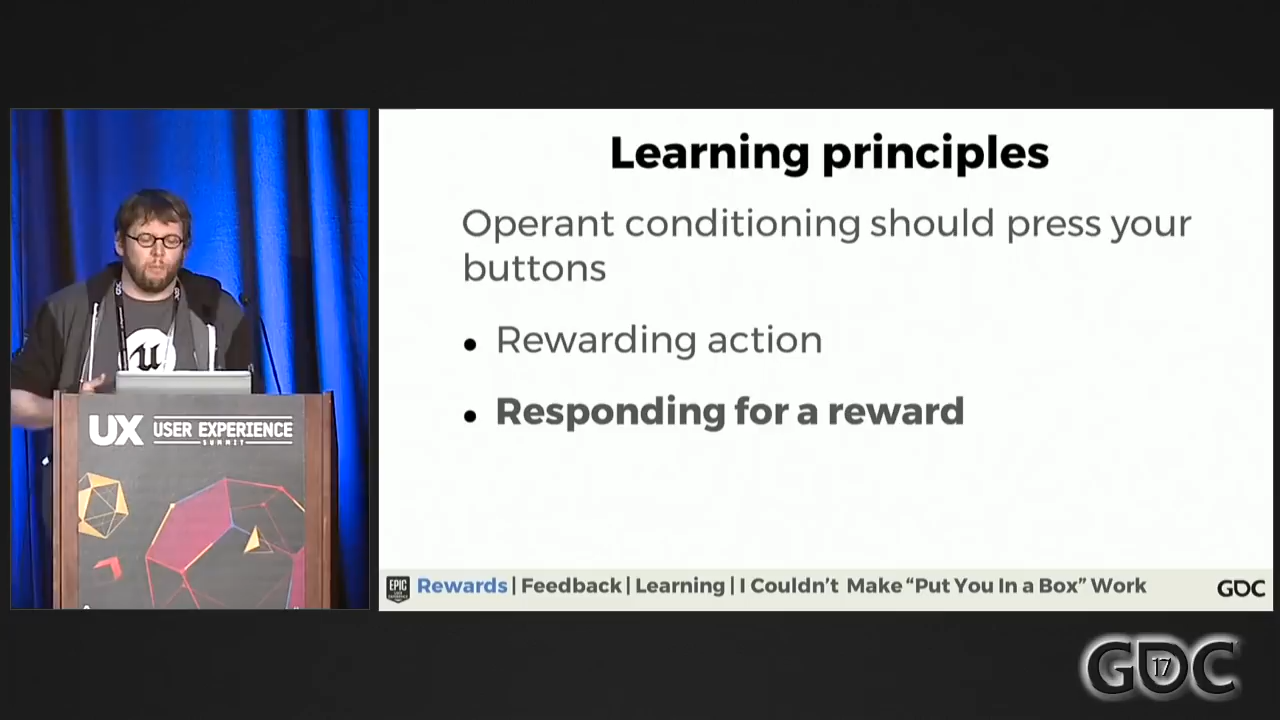 Learning principles
Operant conditioning should press your
buttons
• Rewarding action
• Responding for a reward
UX USER EXPERIENCE
SUMMIT
EPIC
Rewards | Feedback | Learning | I Couldn't Make “Put You In a Box” Work
GDC
GDC 17